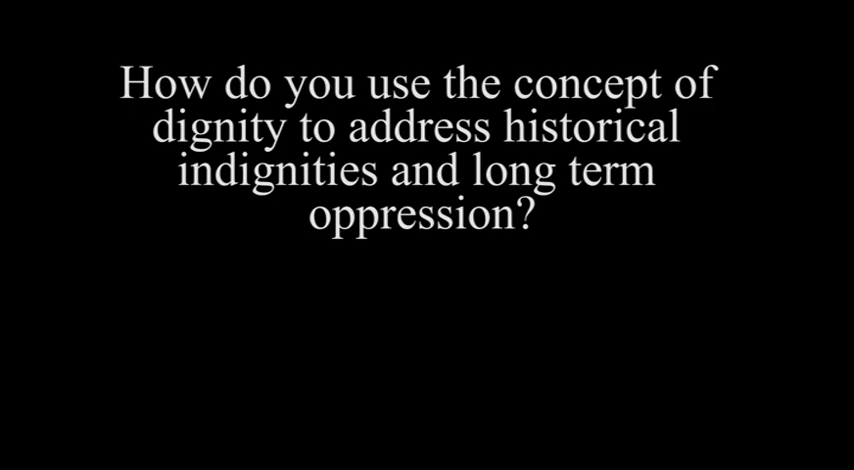 How do you use the concept of
dignity to address historical
indignities and long term
oppression?